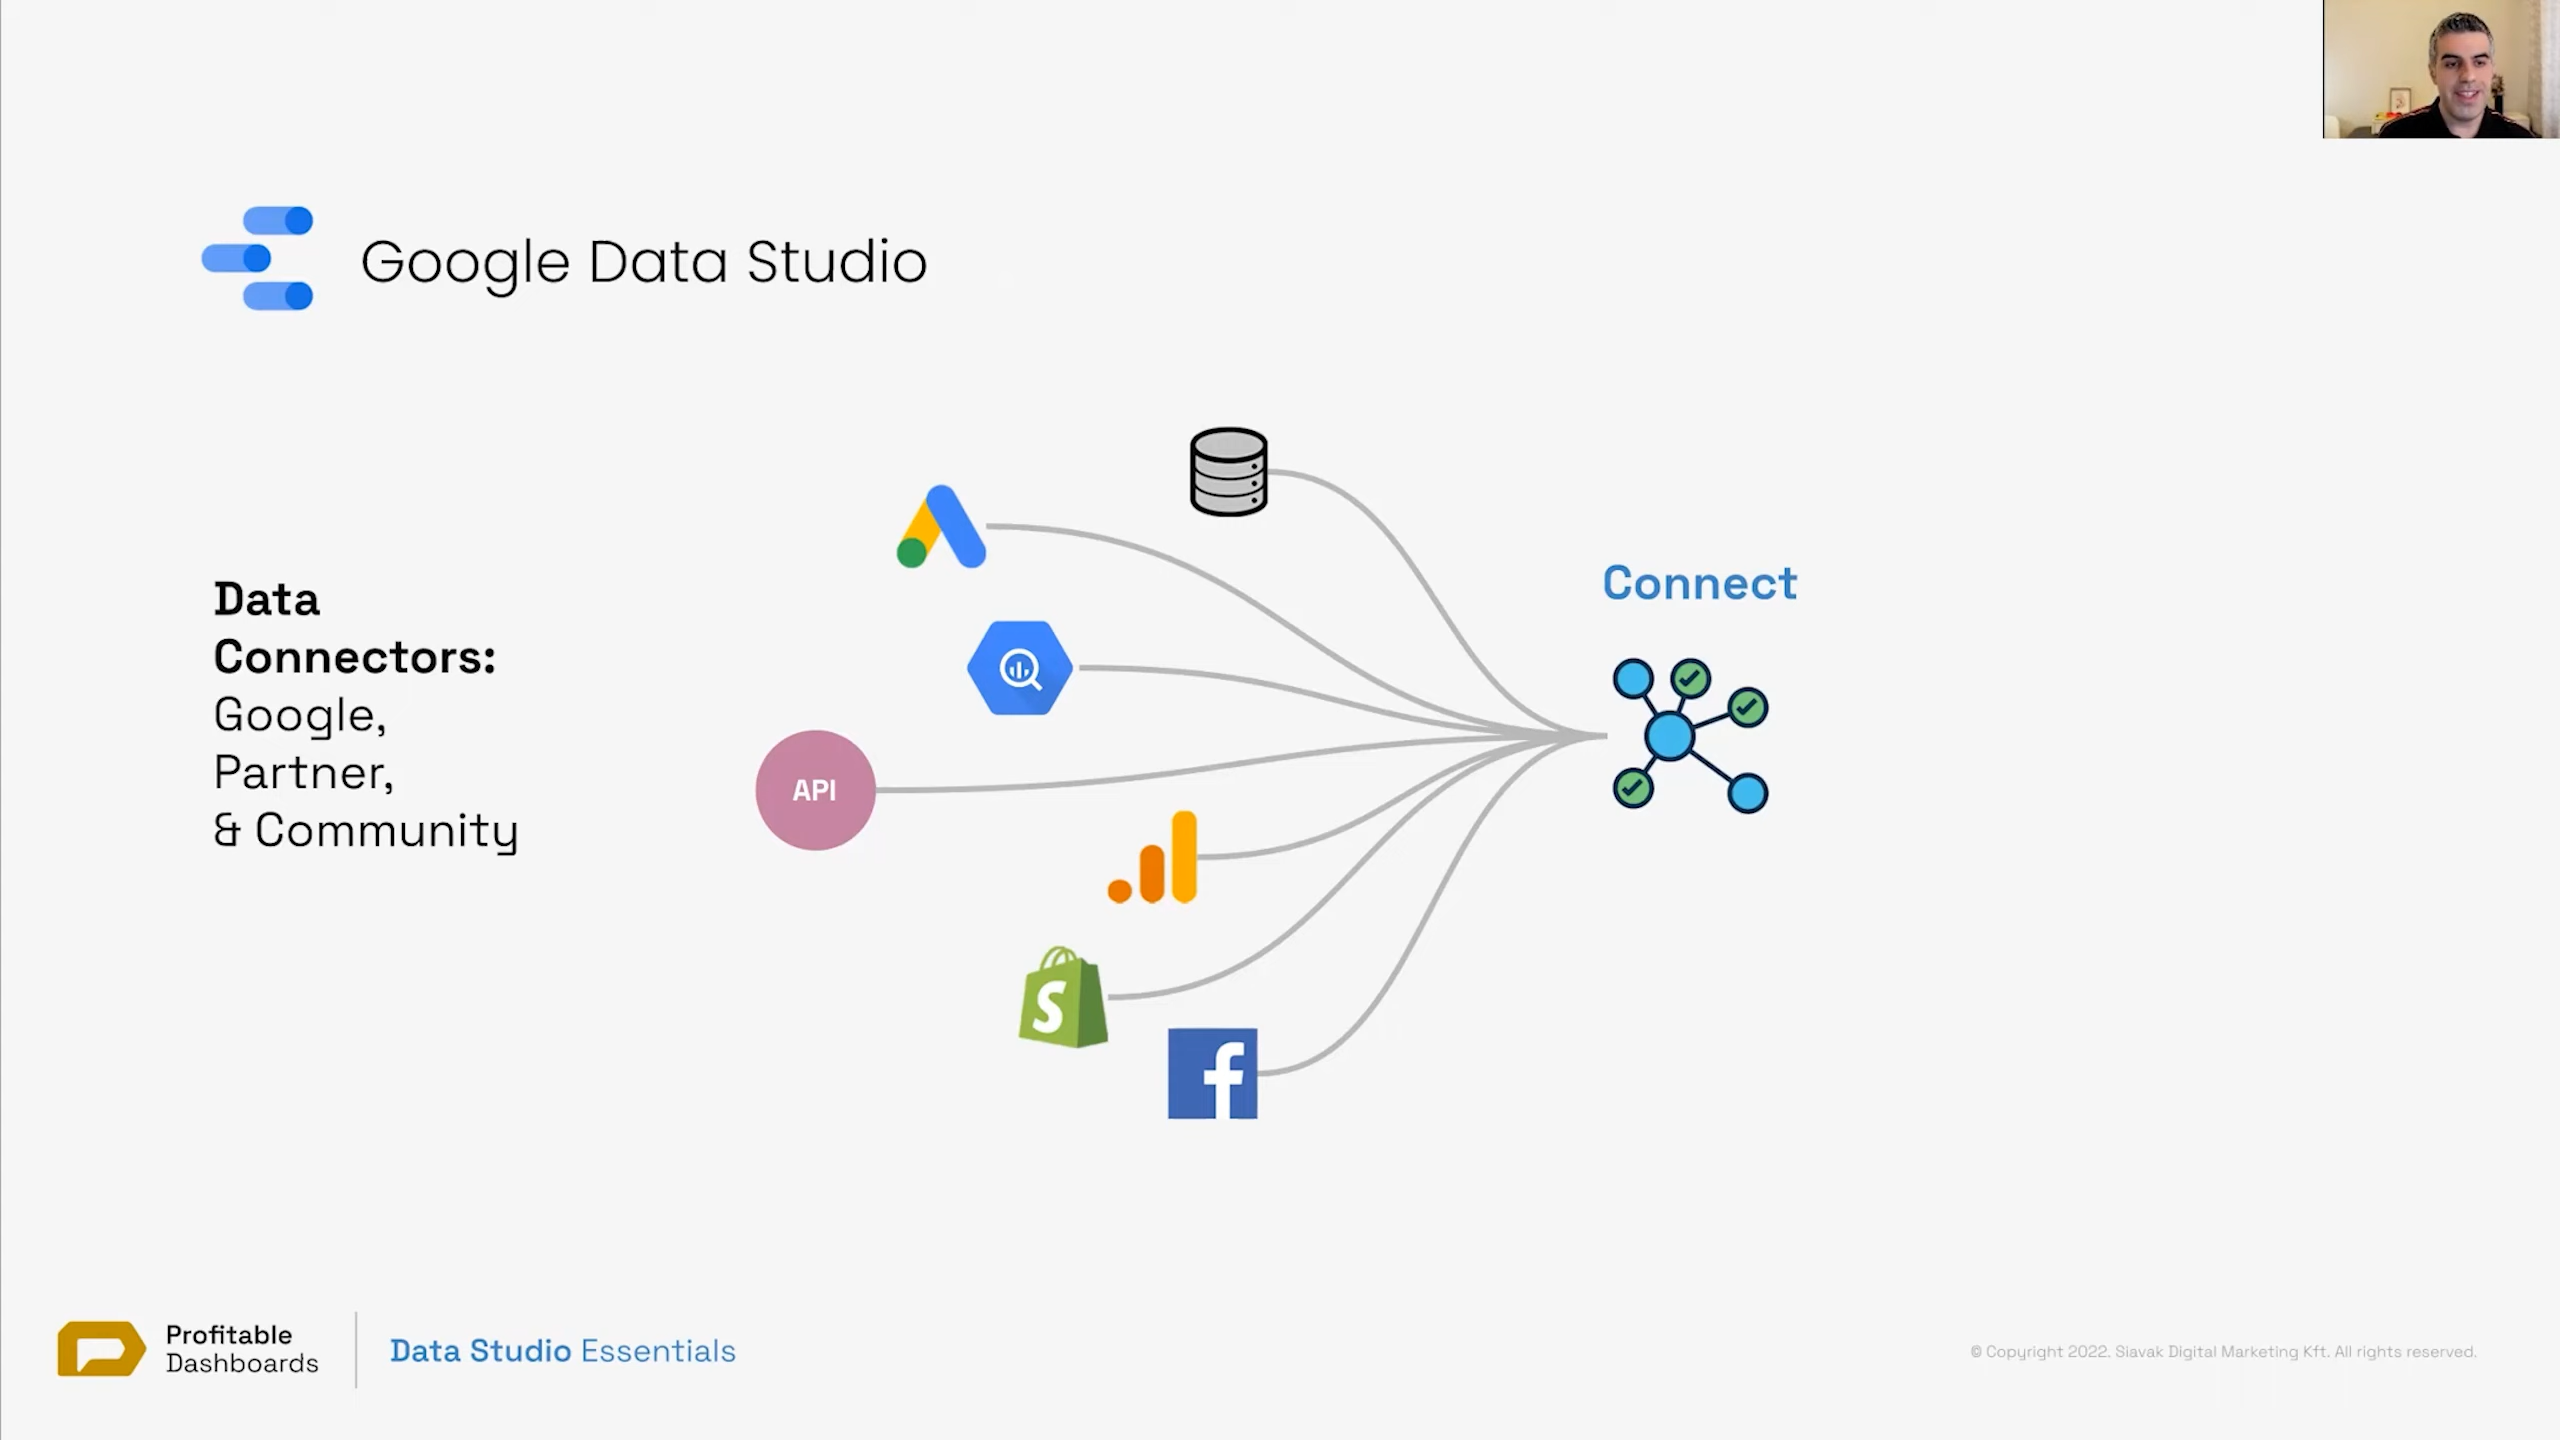 Google Data Studio
Data
Connectors:
Google,
Partner,
& Community
API
Connect
Profitable
Dashboards
Data Studio Essentials
© Copyright 2022. Siavak Digital Marketing Kft. All rights reserved.